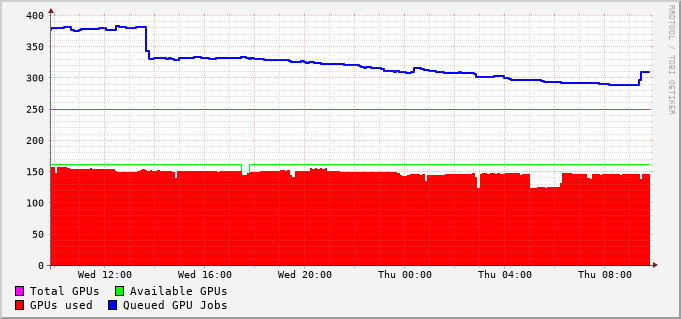 RRDTOOL / TOBI OETIKER
400
350
300
250
200
150
100
50
0
Wed 12:00 Wed 16:00 Wed 20:00 Thu 00:00 Thu 04:00 Thu 08:00
Total GPUs Available GPUs
GPUs used Queued GPU Jobs